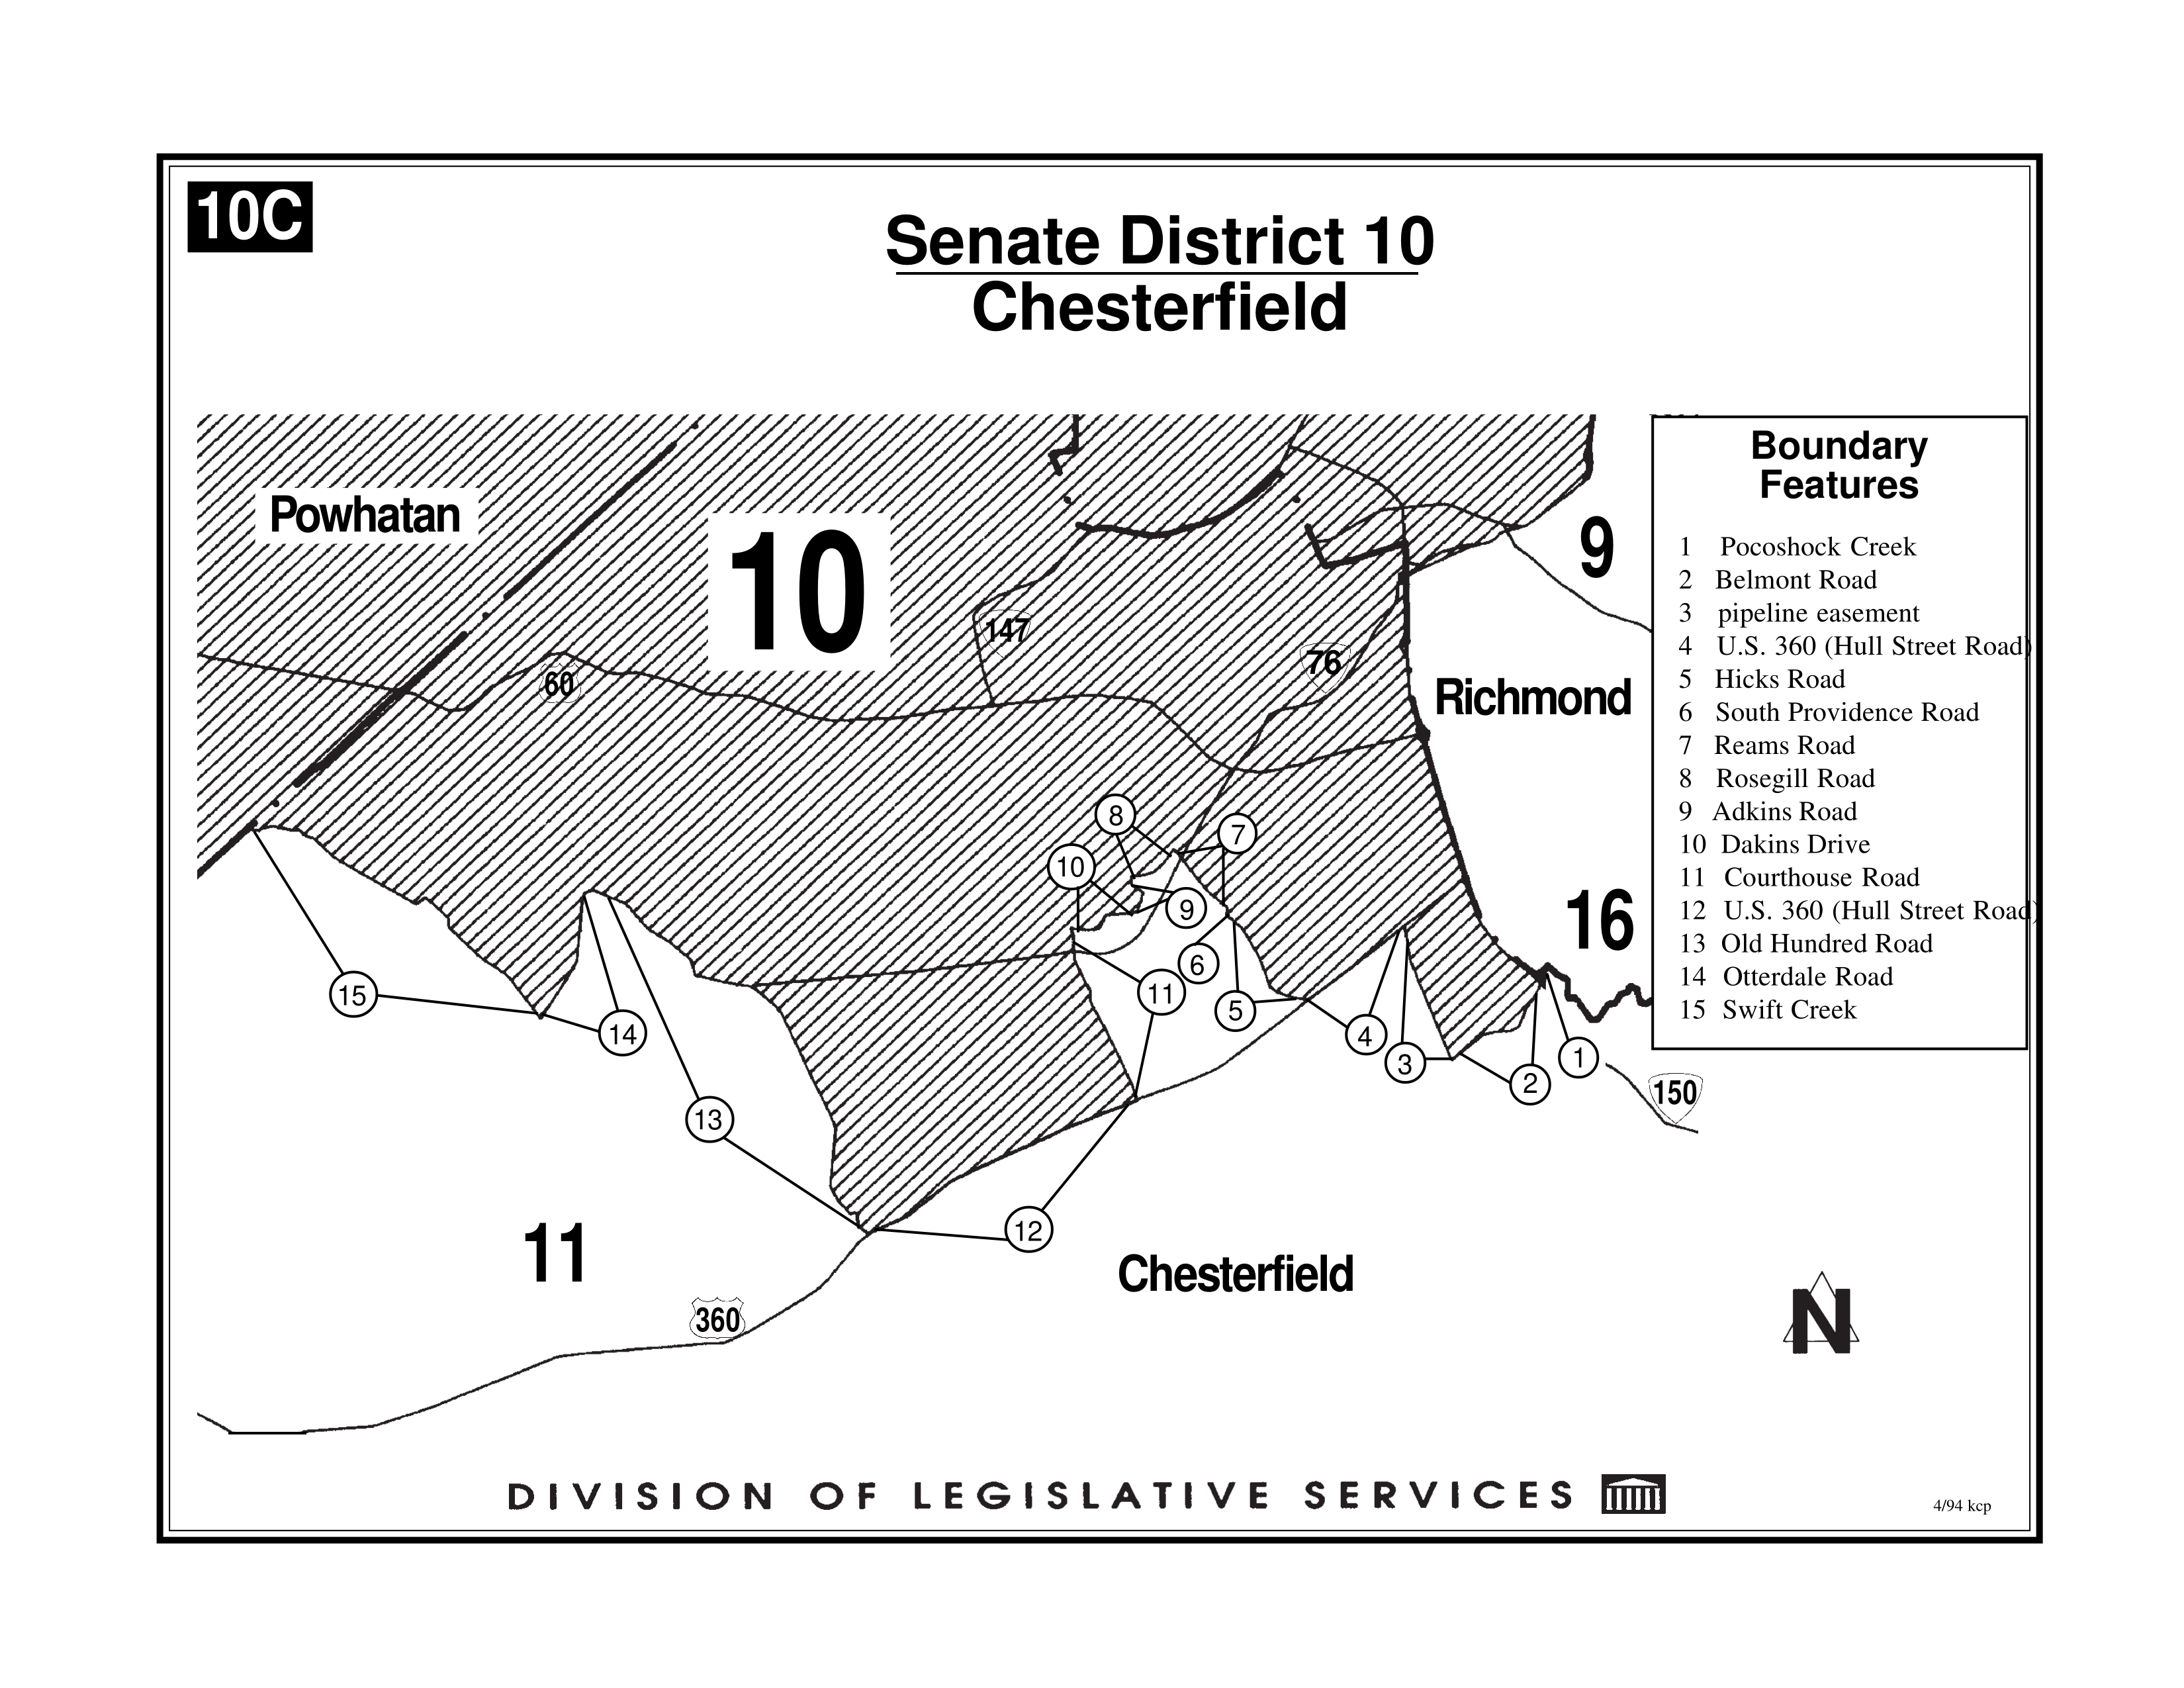 10C
Senate District 10
Chesterfield
Boundary
Features
1 Pocoshock Creek
2 Belmont Road
3 pipeline easement
4 U.S. 360 (Hull Street Road)
5 Hicks Road
6 South Providence Road
7 Reams Road
8 Rosegill Road
9 Adkins Road
10 Dakins Drive
11 Courthouse Road
12 U.S. 360 (Hull Street Road)
13 Old Hundred Road
14 Otterdale Road
15 Swift Creek
Powhatan
10
9
147
76
60
Richmond
8
7
10
9
16
6
11
15
5
14
4
3
1
2
150
13
12
11
Chesterfield
360
N
DIVISION OF LEGISLATIVE SERVICES
4/94 kcp